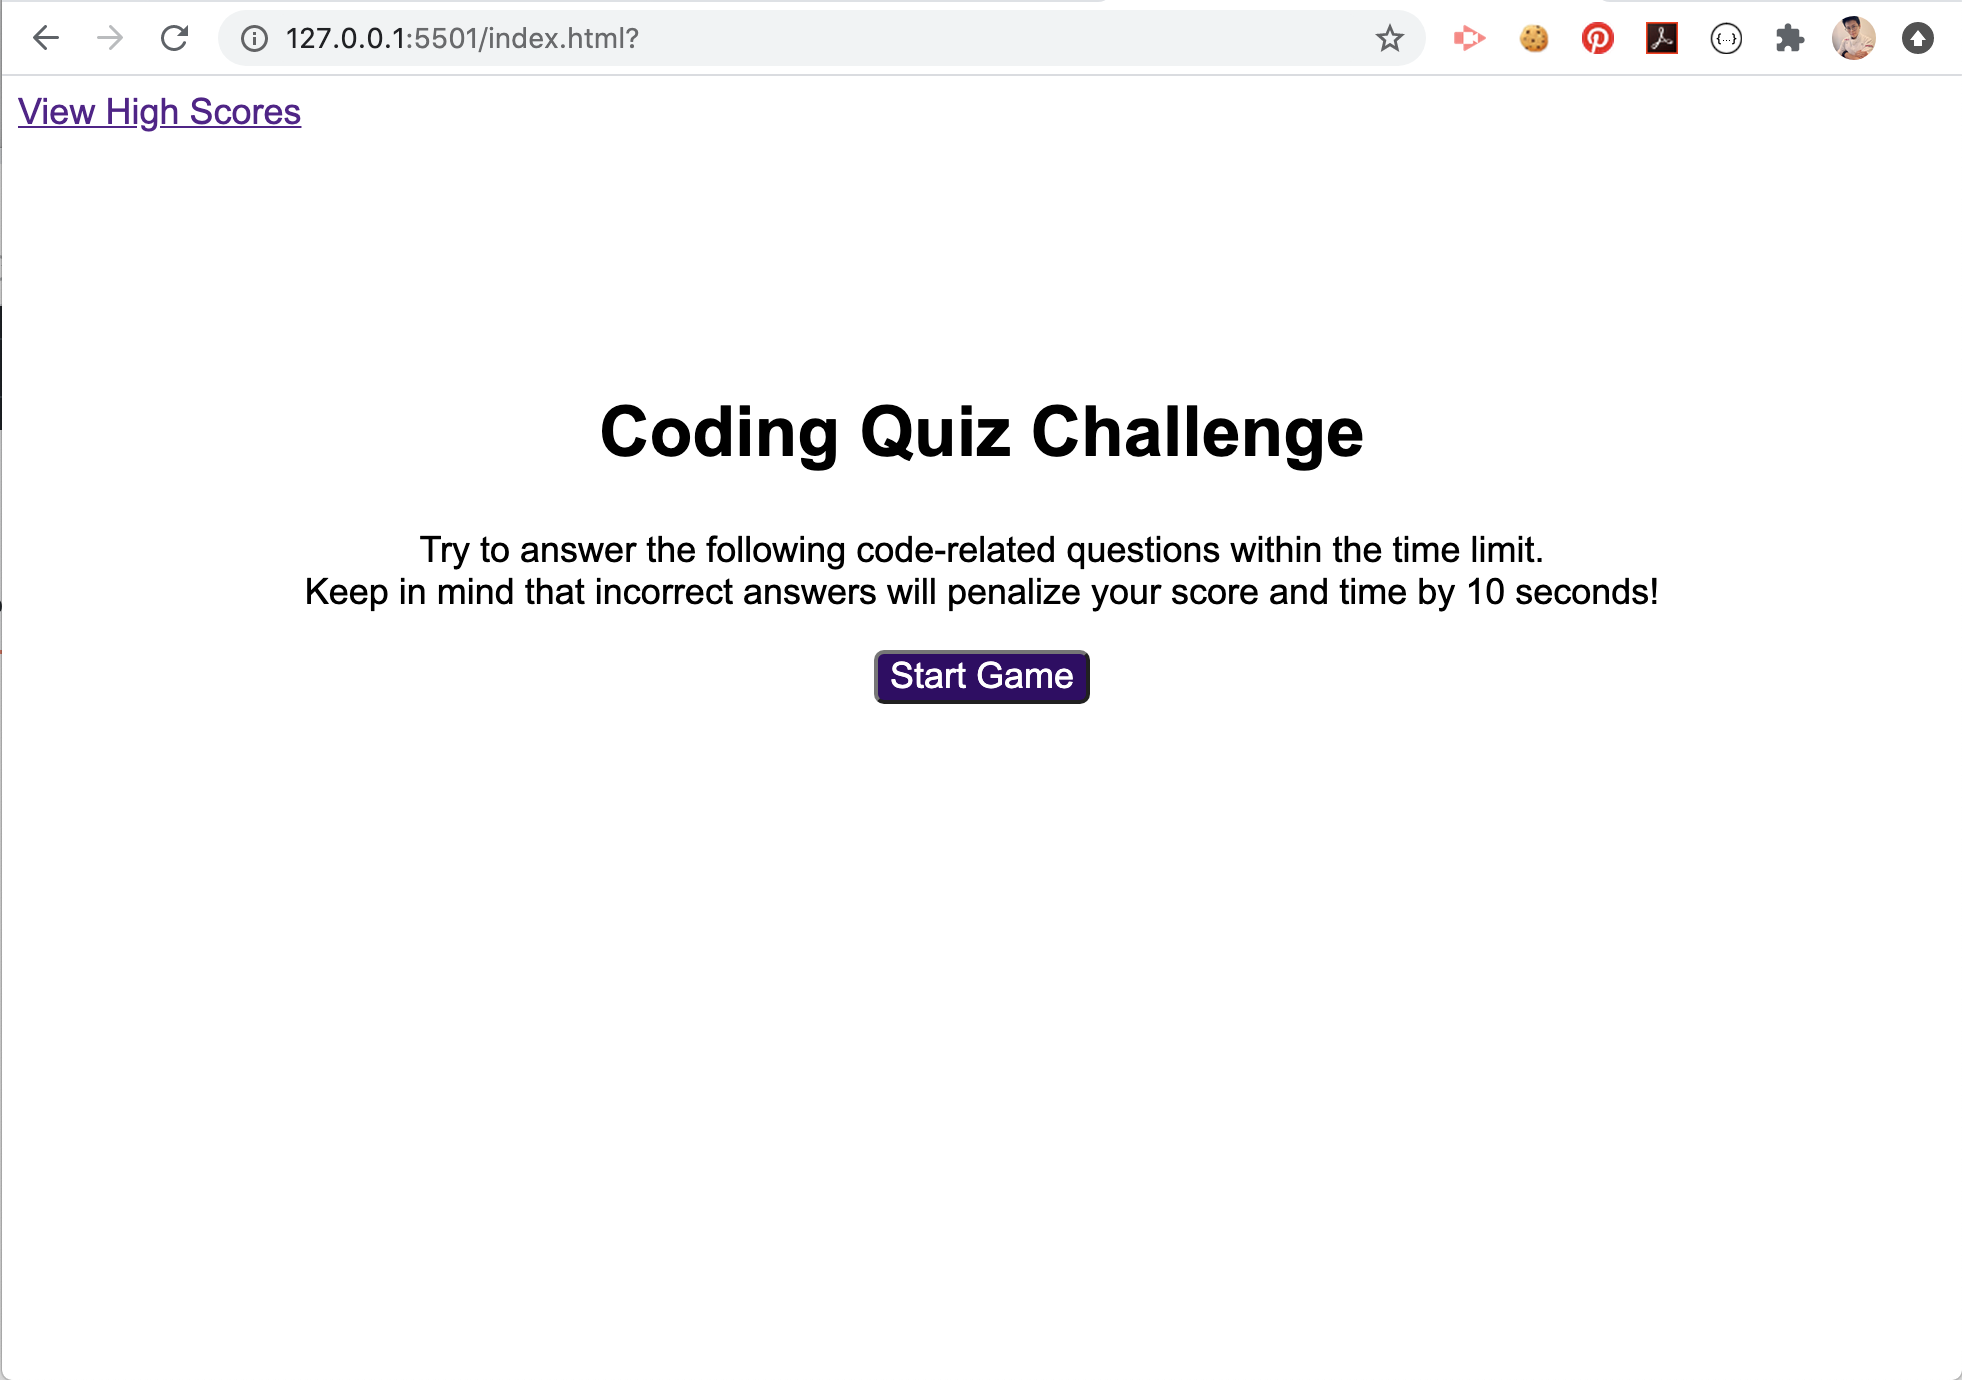 127.0.0.1:5501/index.html?
View High Scores
Coding Quiz Challenge
Try to answer the following code-related questions within the time limit.
Keep in mind that incorrect answers will penalize your score and time by 10 seconds!
Start Game